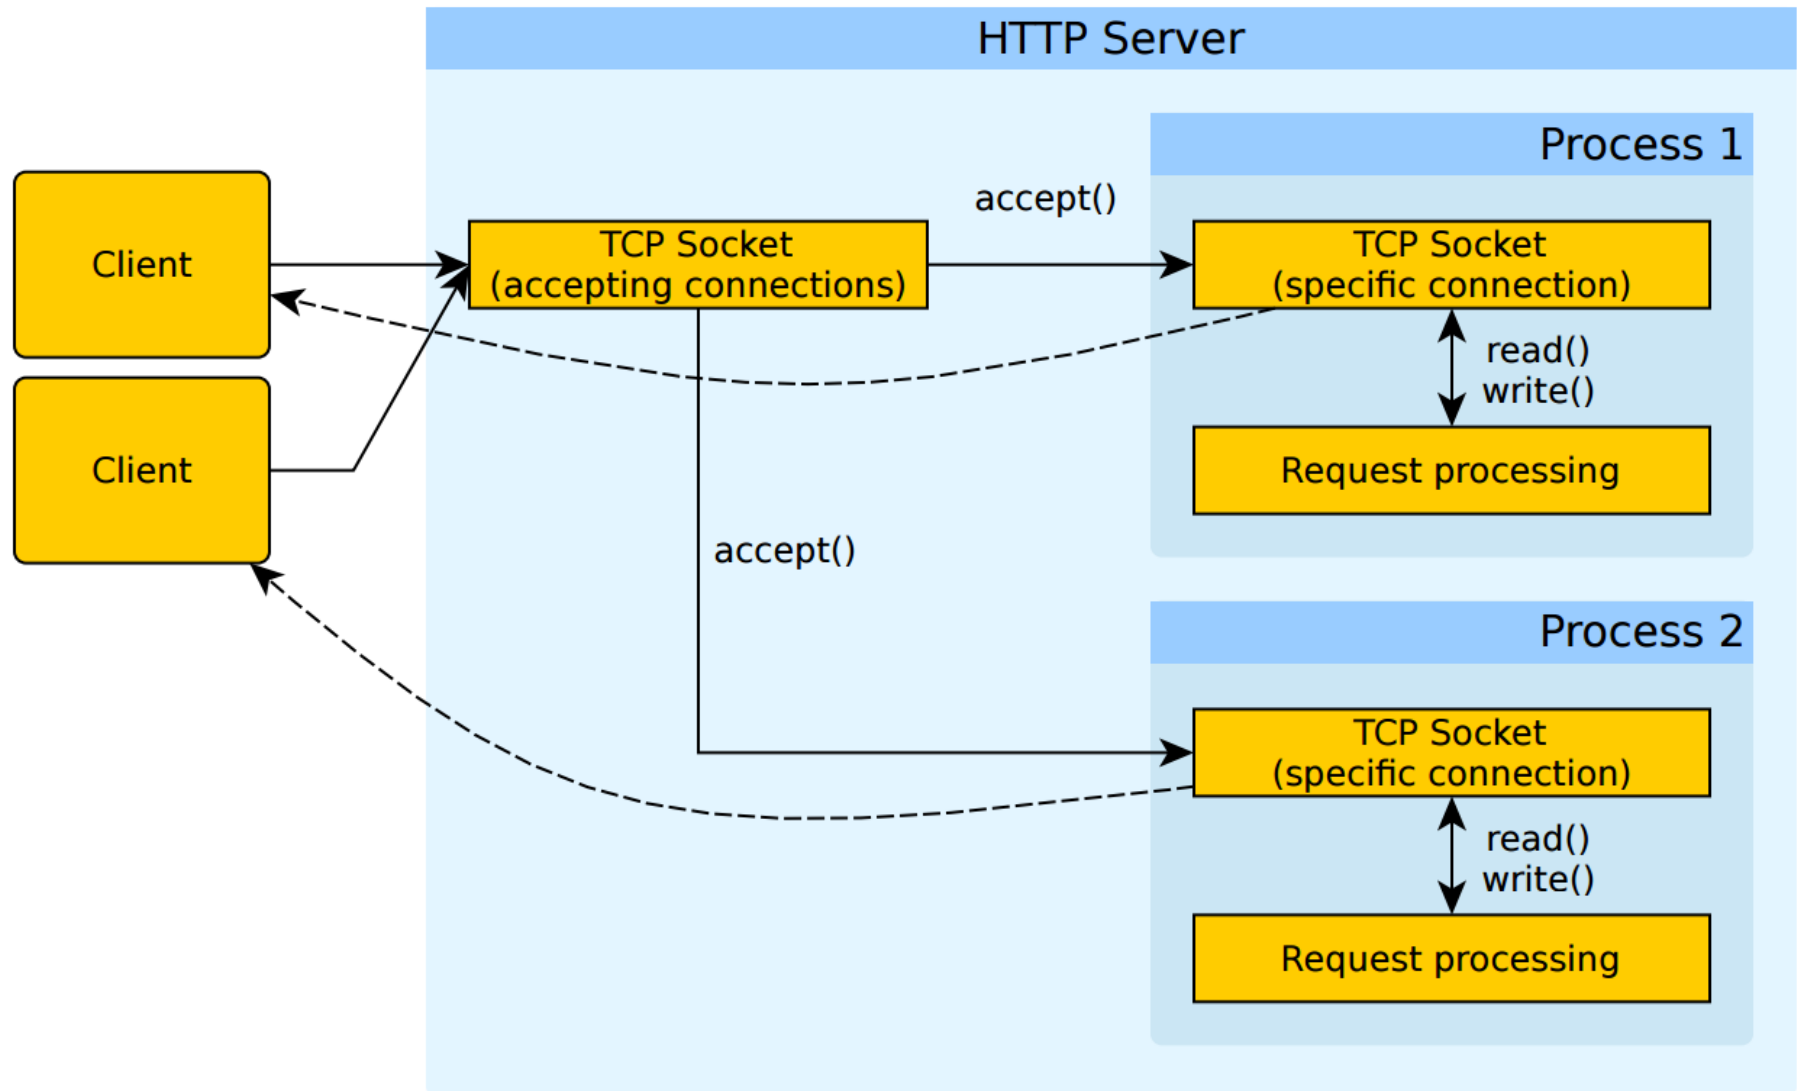 HTTP Server
Process 1
accept()
Client
TCP Socket
(accepting connections)
TCP Socket
(specific connection)
read()
write()
Client
Request processing
accept()
Process 2
TCP Socket
(specific connection)
read()
write()
Request processing